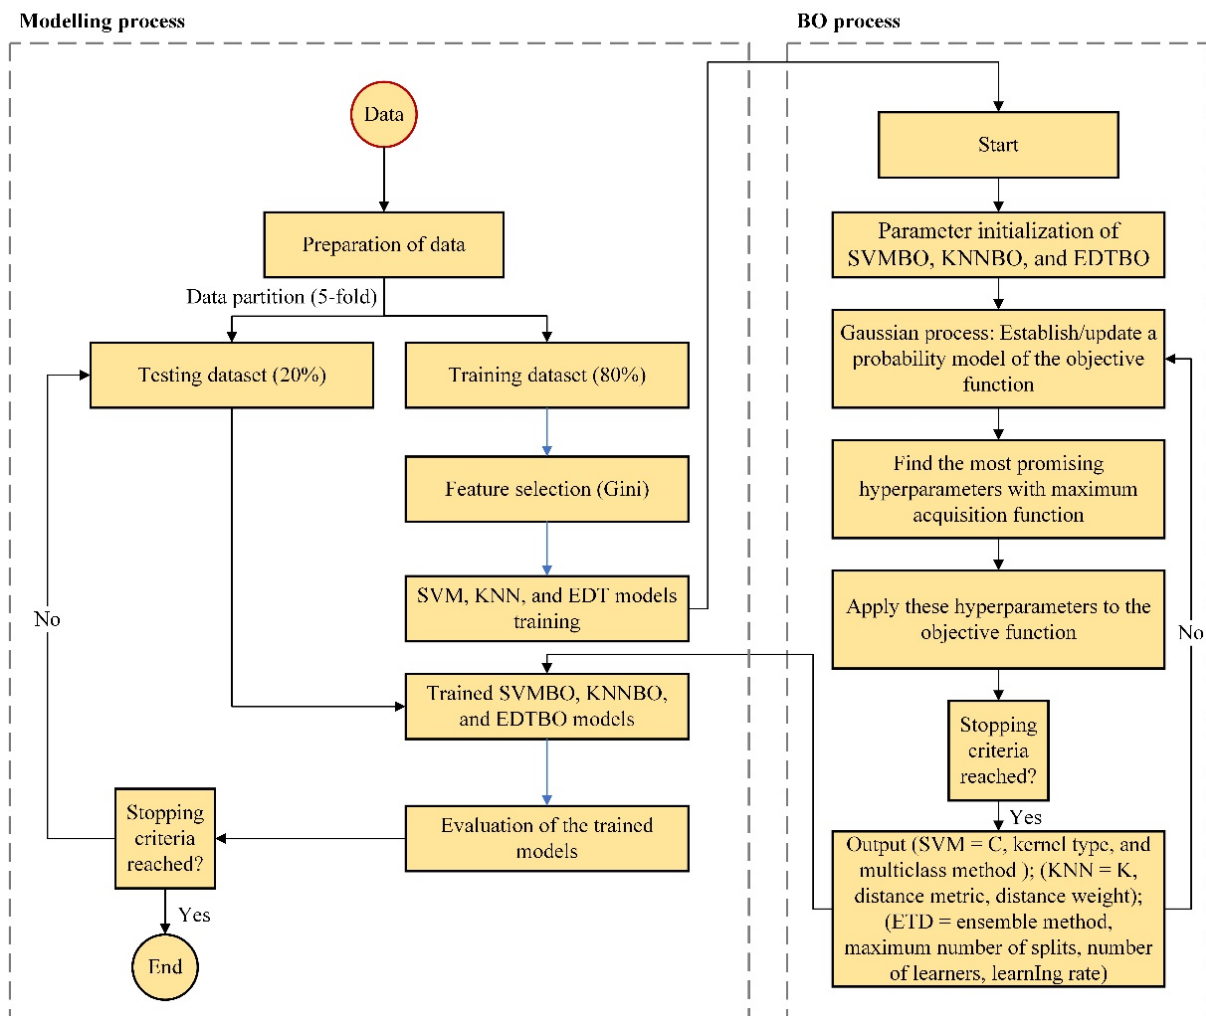 Modelling process
Data
Preparation of data
Data partition (5-fold)
Testing dataset (20%)
Training dataset (80%)
Feature selection (Gini)
SVM, KNN, and EDT models
training
No
Trained SVMBO, KNNBO,
and EDTBO models
Evaluation of the trained
models
Stopping
criteria
reached?
Yes
End
BO process
Start
Parameter initialization of
SVMBO, KNNBO, and EDTBO
Gaussian process: Establish/update a
probability model of the objective
function
Find the most promising
hyperparameters with maximum
acquisition function
Apply these hyperparameters to the
objective function
No
Stopping
criteria
reached?
Yes
Output (SVM = C, kernel type, and
multiclass method ); (KNN = K,
distance metric, distance weight);
(ETD = ensemble method,
maximum number of splits, number
of learners, learnIng rate)